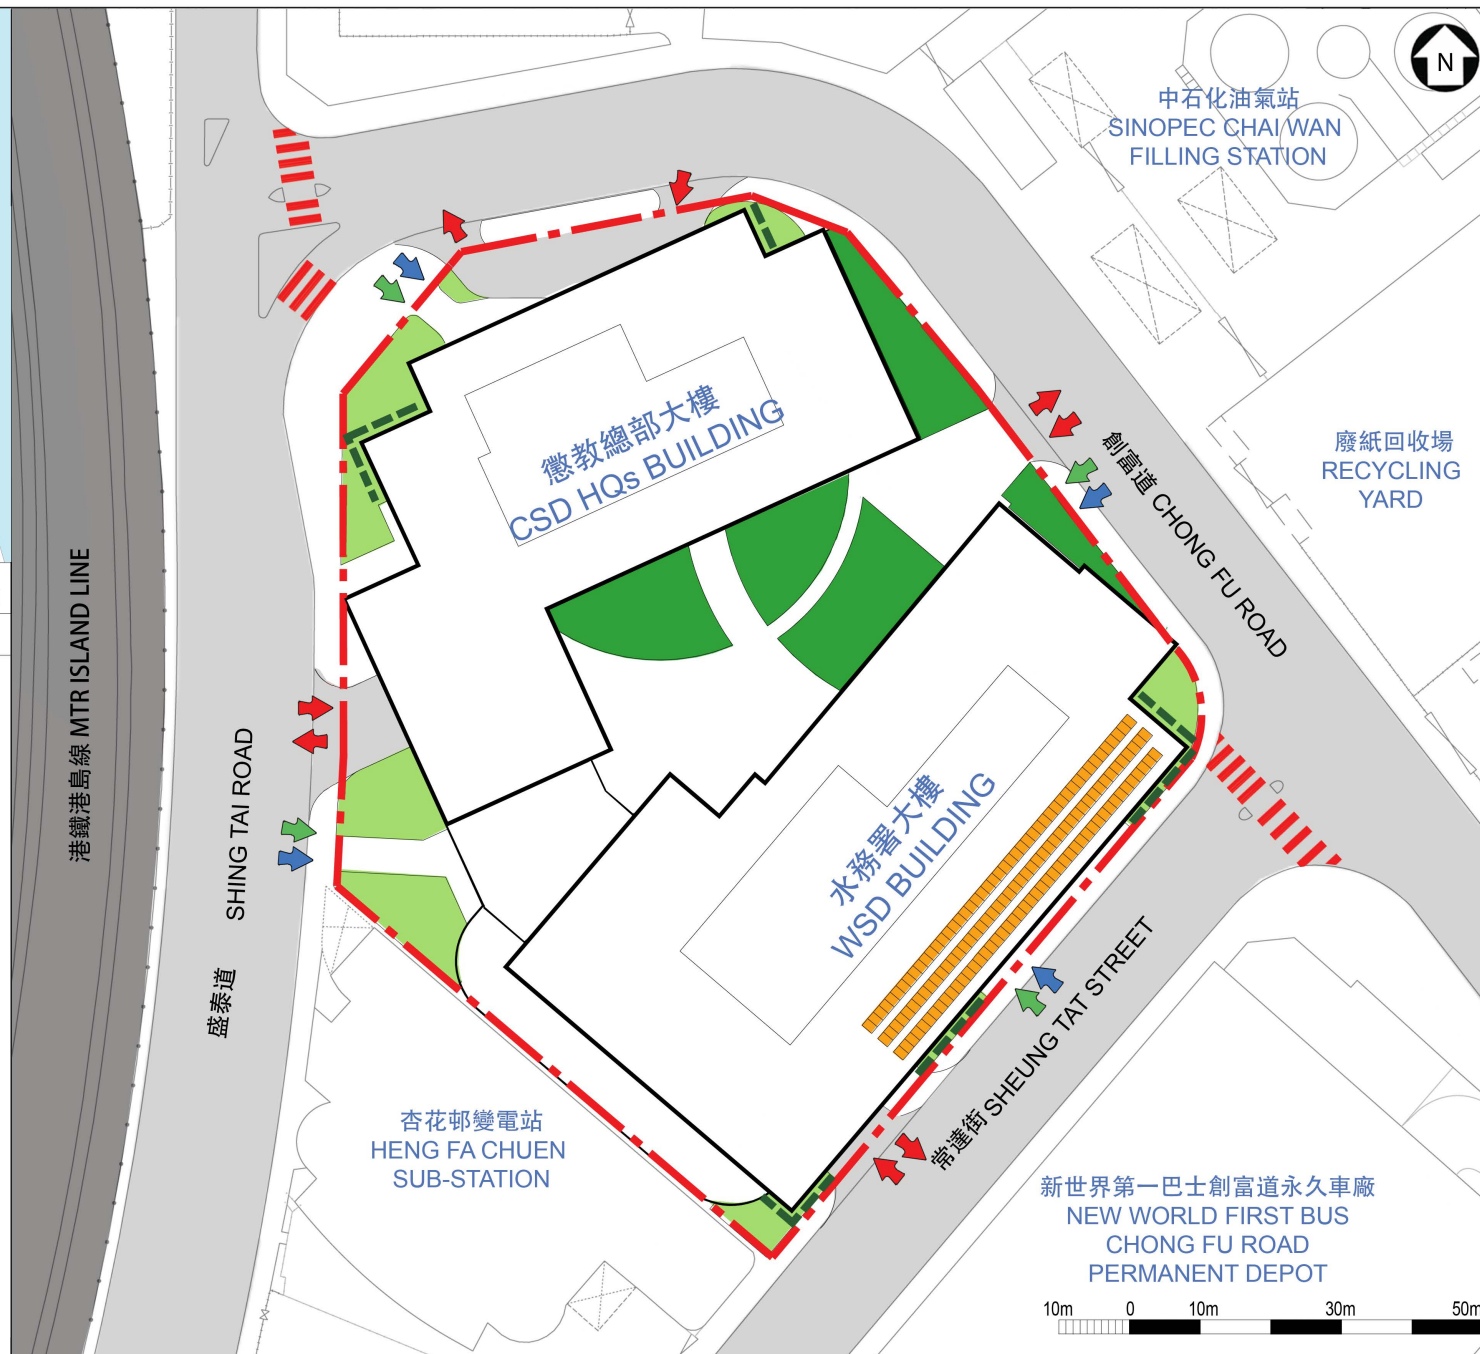 N
中石化油氣站
SINOPEC CHAI WAN
FILLING STATION
懲教總部大樓
CSD HQs BUILDING
創富道 CHONG FU ROAD
廢紙回收場
RECYCLING
YARD
港鐵港島線 MTR ISLAND LINE
盛泰道 SHING TAI ROAD
水務署大樓
WSD BUILDING
常達街 SHEUNG TAT STREET
杏花邨變電站
HENG FA CHUEN
SUB-STATION
新世界第一巴士創富道永久車廠
NEW WORLD FIRST BUS
CHONG FU ROAD
PERMANENT DEPOT
10m 0 10m 30m 50m